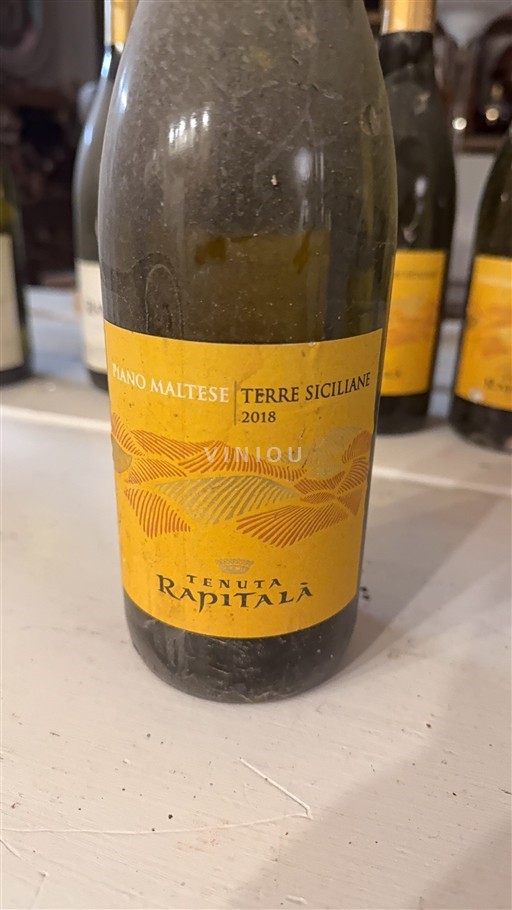 PIANO MALTESE
TERRE SICILIANE
2018
VINIOU
TENUTA
RAPITALÀ